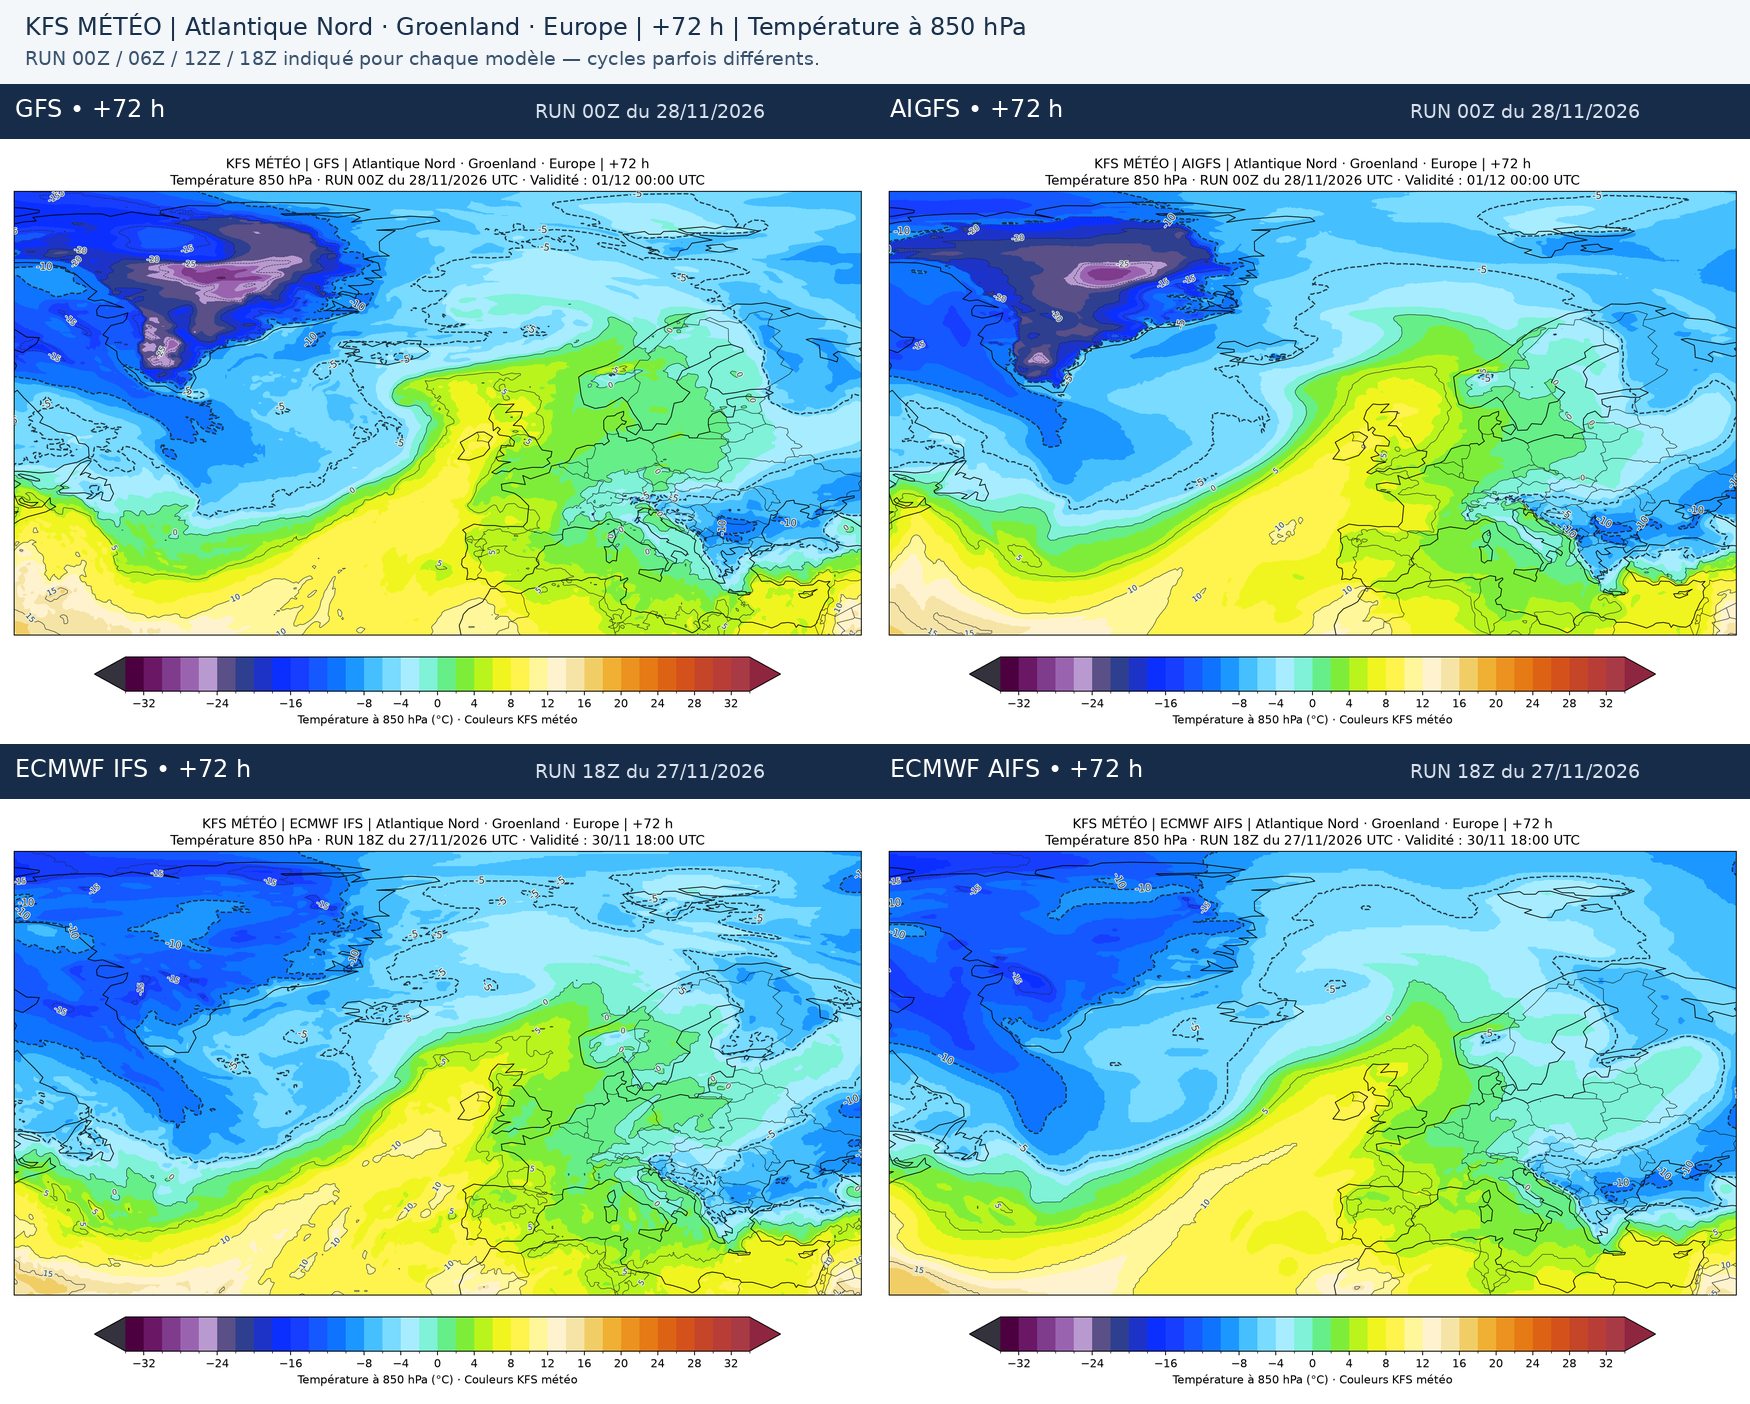 KFS MÉTÉO | Atlantique Nord · Groenland · Europe | +72 h | Température à 850 hPa
RUN 00Z / 06Z / 12Z / 18Z indiqué pour chaque modèle — cycles parfois différents.
GFS • +72 h
RUN 00Z du 28/11/2026
KFS MÉTÉO | GFS | Atlantique Nord · Groenland · Europe | +72 h
Température 850 hPa · RUN 00Z du 28/11/2026 UTC · Validité : 01/12 00:00 UTC
−32 −24 −16 −8 −4 0 4 8 12 16 20 24 28 32
Température à 850 hPa (°C) · Couleurs KFS météo
AIGFS • +72 h
RUN 00Z du 28/11/2026
KFS MÉTÉO | AIGFS | Atlantique Nord · Groenland · Europe | +72 h
Température 850 hPa · RUN 00Z du 28/11/2026 UTC · Validité : 01/12 00:00 UTC
−32 −24 −16 −8 −4 0 4 8 12 16 20 24 28 32
Température à 850 hPa (°C) · Couleurs KFS météo
ECMWF IFS • +72 h
RUN 18Z du 27/11/2026
KFS MÉTÉO | ECMWF IFS | Atlantique Nord · Groenland · Europe | +72 h
Température 850 hPa · RUN 18Z du 27/11/2026 UTC · Validité : 30/11 18:00 UTC
−32 −24 −16 −8 −4 0 4 8 12 16 20 24 28 32
Température à 850 hPa (°C) · Couleurs KFS météo
ECMWF AIFS • +72 h
RUN 18Z du 27/11/2026
KFS MÉTÉO | ECMWF AIFS | Atlantique Nord · Groenland · Europe | +72 h
Température 850 hPa · RUN 18Z du 27/11/2026 UTC · Validité : 30/11 18:00 UTC
−32 −24 −16 −8 −4 0 4 8 12 16 20 24 28 32
Température à 850 hPa (°C) · Couleurs KFS météo